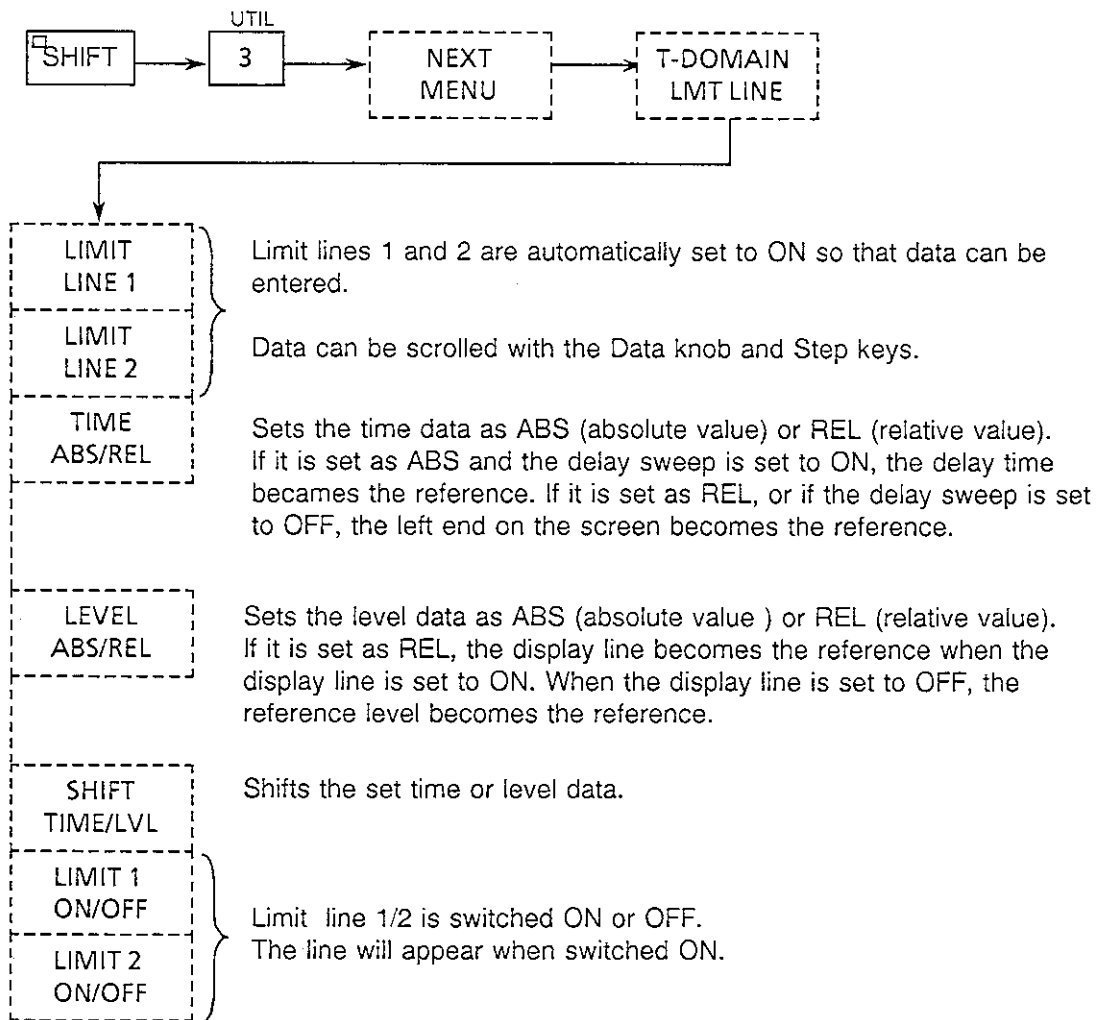 UTIL
SHIFT
3
NEXT
MENU
T-DOMAIN
LMT LINE
LIMIT
LINE 1
LIMIT
LINE 2
Limit lines 1 and 2 are automatically set to ON so that data can be
entered.
Data can be scrolled with the Data knob and Step keys.
TIME
ABS/REL
Sets the time data as ABS (absolute value) or REL (relative value).
If it is set as ABS and the delay sweep is set to ON, the delay time
becames the reference. If it is set as REL, or if the delay sweep is set
to OFF, the left end on the screen becomes the reference.
LEVEL
ABS/REL
Sets the level data as ABS (absolute value ) or REL (relative value).
If it is set as REL, the display line becomes the reference when the
display line is set to ON. When the display line is set to OFF, the
reference level becomes the reference.
SHIFT
TIME/LVL
Shifts the set time or level data.
LIMIT 1
ON/OFF
LIMIT 2
ON/OFF
Limit line 1/2 is switched ON or OFF.
The line will appear when switched ON.